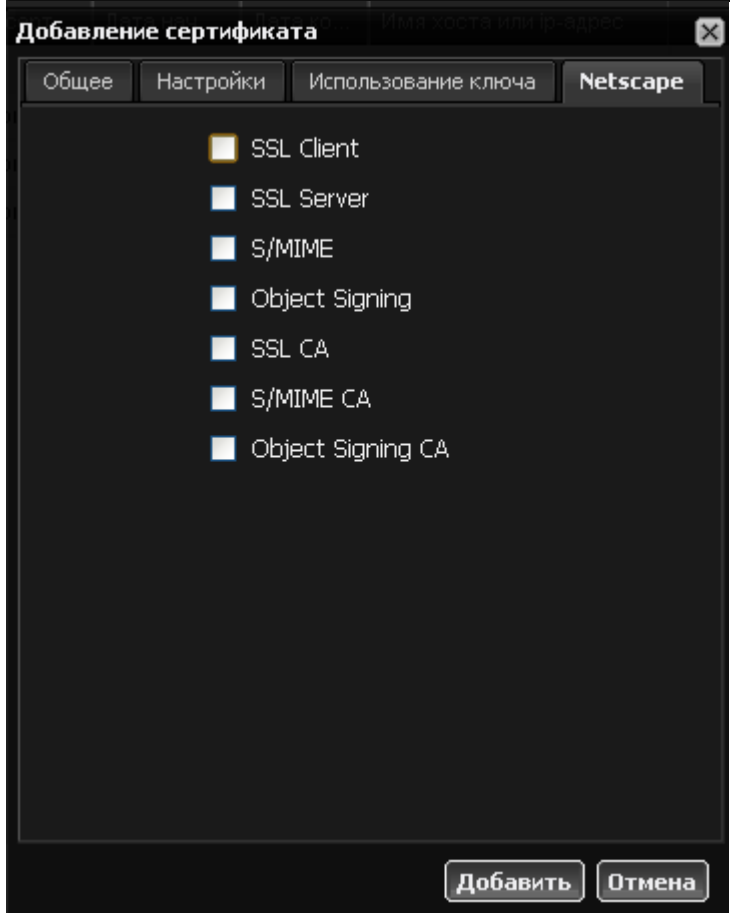 Добавление сертификата
Общее Настройки Использование ключа Netscape
SSL Client
SSL Server
S/MIME
Object Signing
SSL CA
S/MIME CA
Object Signing CA
Добавить Отмена